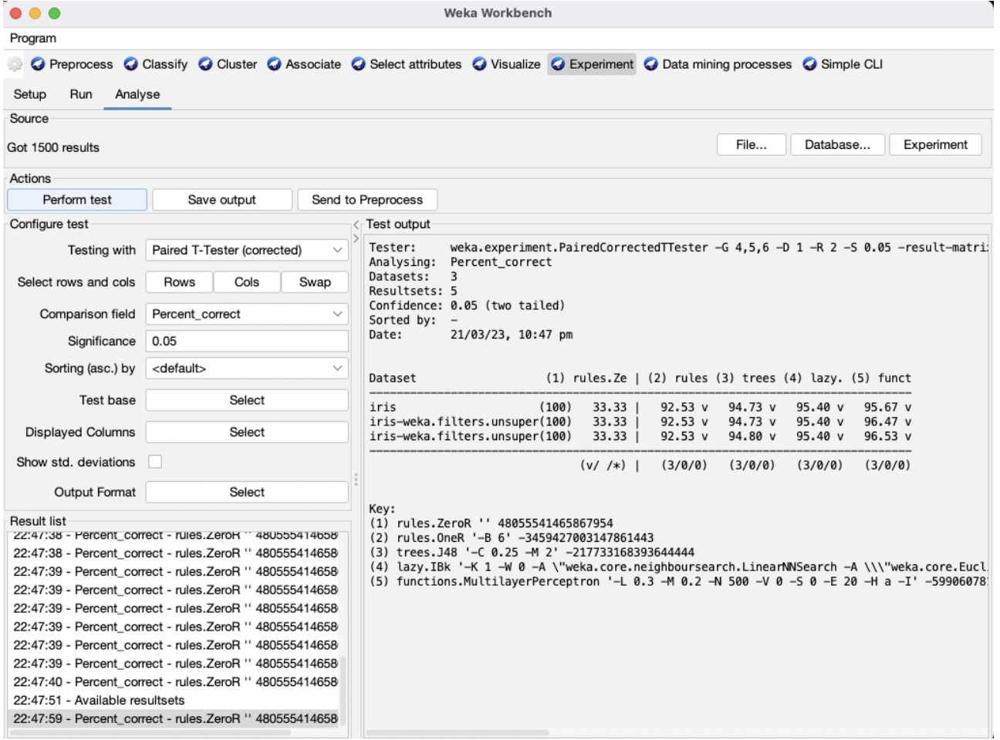 Weka Workbench
Program
Preprocess Classify Cluster Associate Select attributes Visualize Experiment Data mining processes Simple CLI
Setup Run Analyse
Source
Got 1500 results
File... Database... Experiment
Actions
Perform test Save output Send to Preprocess
Configure test
Testing with Paired T-Tester (corrected)
Select rows and cols Rows Cols Swap
Comparison field Percent_correct
Significance 0.05
Sorting (asc.) by <default>
Test base Select
Displayed Columns Select
Show std. deviations
Output Format Select
Result list
22:47:38 - Percent_correct - rules.ZeroR '' 480555414658
22:47:38 - Percent_correct - rules.ZeroR '' 480555414658
22:47:39 - Percent_correct - rules.ZeroR '' 480555414658
22:47:39 - Percent_correct - rules.ZeroR '' 480555414658
22:47:39 - Percent_correct - rules.ZeroR '' 480555414658
22:47:39 - Percent_correct - rules.ZeroR '' 480555414658
22:47:39 - Percent_correct - rules.ZeroR '' 480555414658
22:47:39 - Percent_correct - rules.ZeroR '' 480555414658
22:47:40 - Percent_correct - rules.ZeroR '' 480555414658
22:47:51 - Available resultsets
22:47:59 - Percent_correct - rules.ZeroR '' 480555414658
Test output
Tester: weka.experiment.PairedCorrectedTTester -G 4,5,6 -D 1 -R 2 -S 0.05 -result-matri
Analysing: Percent_correct
Datasets: 3
Resultsets: 5
Confidence: 0.05 (two tailed)
Sorted by: -
Date: 21/03/23, 10:47 pm
Dataset (1) rules.Ze | (2) rules (3) trees (4) lazy. (5) funct
iris (100) 33.33 | 92.53 v 94.73 v 95.40 v 95.67 v
iris-weka.filters.unsuper(100) 33.33 | 92.53 v 94.73 v 95.40 v 96.47 v
iris-weka.filters.unsuper(100) 33.33 | 92.53 v 94.80 v 95.40 v 96.53 v
(v/ /*) | (3/0/0) (3/0/0) (3/0/0) (3/0/0)
Key:
(1) rules.ZeroR '' 48055541465867954
(2) rules.OneR '-B 6' -3459427003147861443
(3) trees.J48 '-C 0.25 -M 2' -217733168393644444
(4) lazy.IBk '-K 1 -W 0 -A \"weka.core.neighboursearch.LinearNNSearch -A \\\"weka.core.Eucl
(5) functions.MultilayerPerceptron '-L 0.3 -M 0.2 -N 500 -V 0 -S 0 -E 20 -H a -I' -59906078